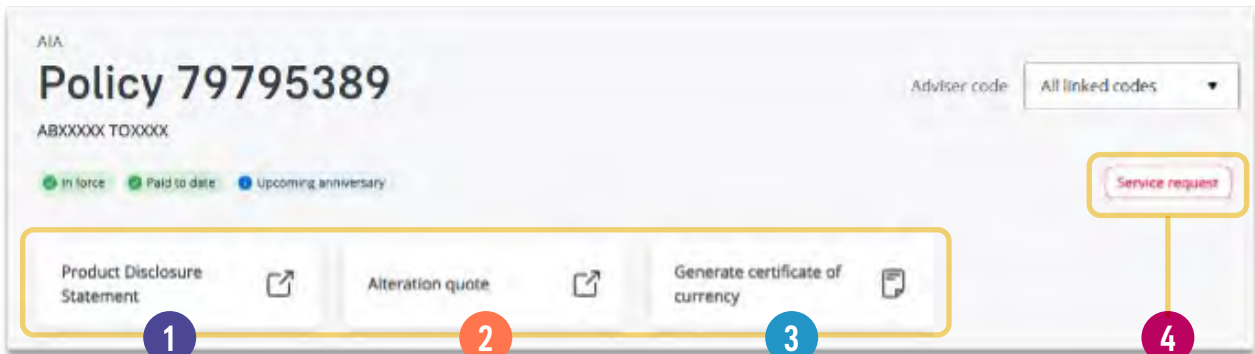 AIA
Policy 79795389
Adviser code
All linked codes
ABXXXXX TOXXXX
In force
Paid to date
Upcoming anniversary
Service request
Product Disclosure
Statement
Alteration quote
Generate certificate of
currency
1
2
3
4